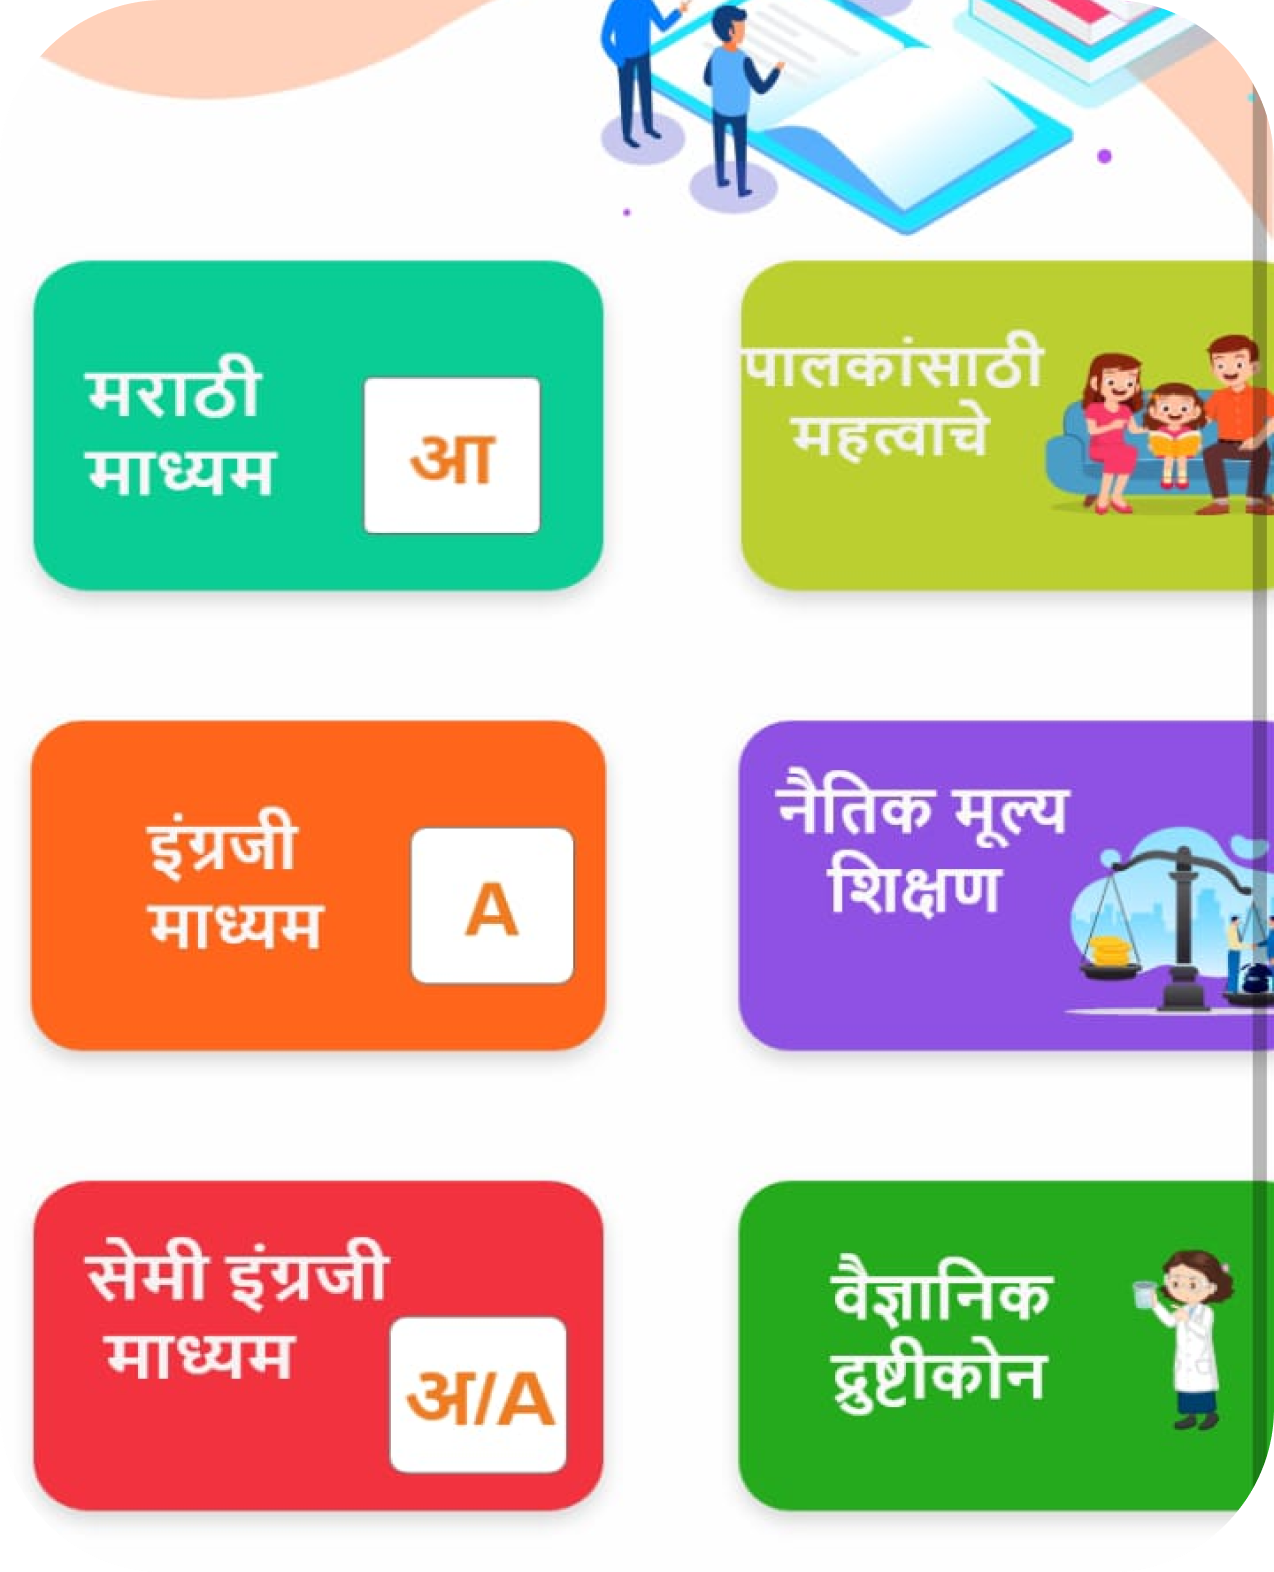 मराठी
माध्यम
आ
पालकांसाठी
महत्वाचे
इंग्रजी
माध्यम
A
नैतिक मूल्य
शिक्षण
सेमी इंग्रजी
माध्यम
अ/A
वैज्ञानिक
द्रुष्टीकोन